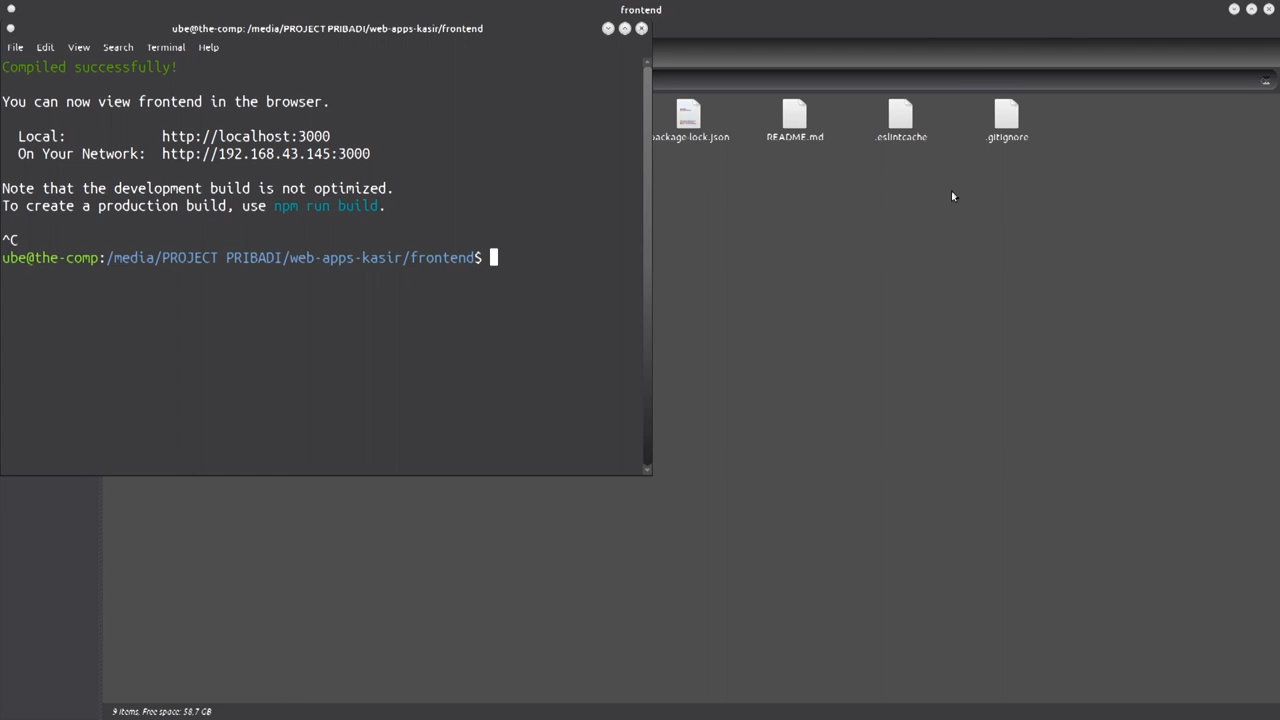 frontend
ube@the-comp: /media/PROJECT PRIBADI/web-apps-kasir/frontend
File Edit View Search Terminal Help
Compiled successfully!
You can now view frontend in the browser.
Local: http://localhost:3000
On Your Network: http://192.168.43.145:3000
Note that the development build is not optimized.
To create a production build, use npm run build.
^C
ube@the-comp:/media/PROJECT PRIBADI/web-apps-kasir/frontend$
package-lock.json README.md .eslintcache .gitignore
9 items, Free space: 58,7 GB